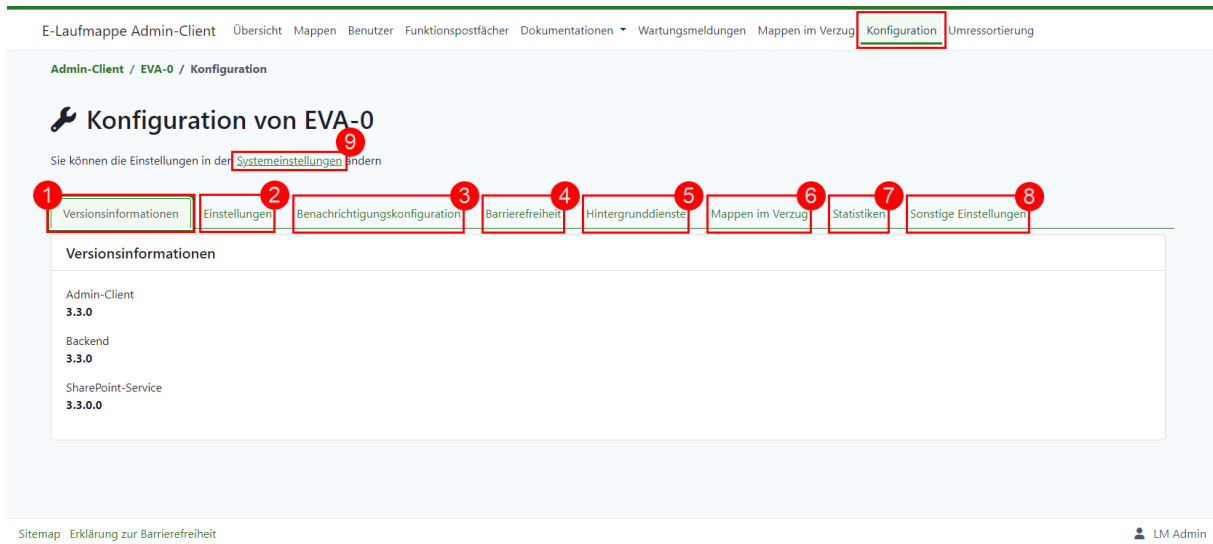 E-Laufmappe Admin-Client Übersicht Mappen Benutzer Funktionspostfächer Dokumentationen Wartungsmeldungen Mappen im Verzug Konfiguration Umressortierung
Admin-Client / EVA-0 / Konfiguration
Konfiguration von EVA-0
9
Sie können die Einstellungen in den Systemeinstellungen ändern
1 2 3 4 5 6 7 8
Versionsinformationen Einstellungen Benachrichtigungskonfiguration Barrierefreiheit Hintergrunddienste Mappen im Verzug Statistiken Sonstige Einstellungen
Versionsinformationen
Admin-Client
3.3.0
Backend
3.3.0
SharePoint-Service
3.3.0.0
Sitemap Erklärung zur Barrierefreiheit LM Admin